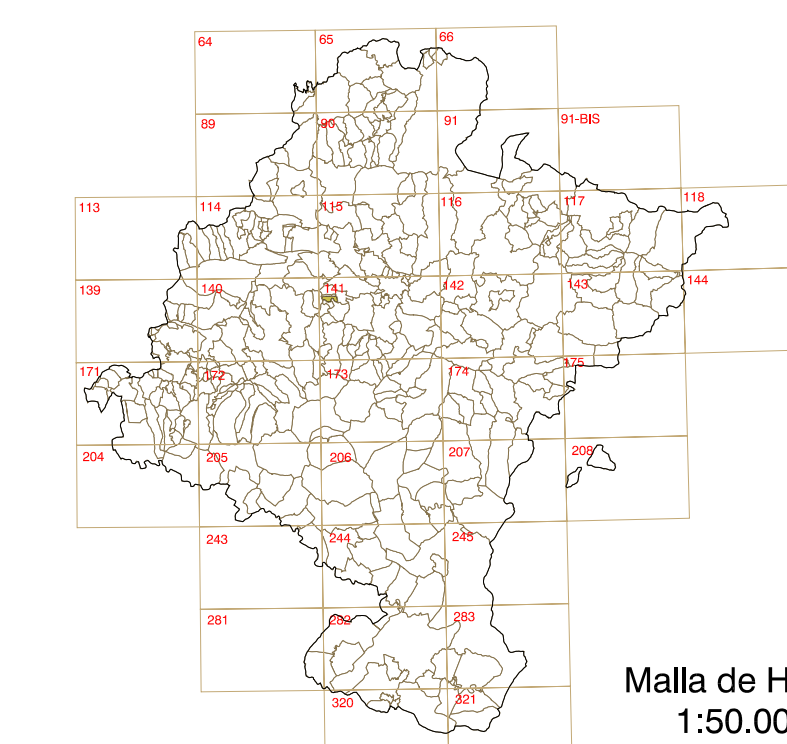 64 65 66
89 90 91 91-BIS
113 114 115 116 117 118
139 140 141 142 143 144
171 172 173 174 175
204 205 206 207 208
243 244 245
281 282 283
Malla de H
320 321
1:50.00